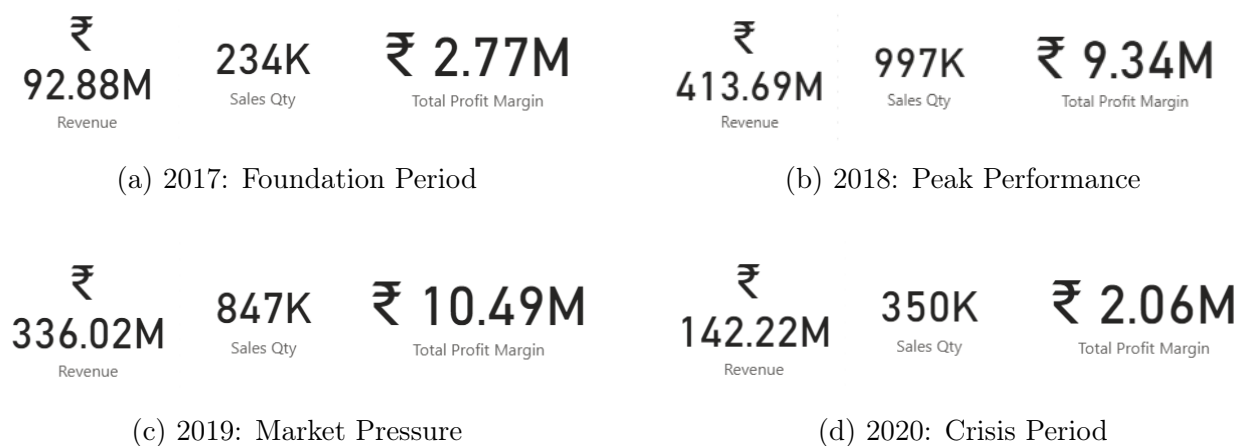 ₹
92.88M
Revenue
234K
Sales Qty
₹ 2.77M
Total Profit Margin
(a) 2017: Foundation Period
₹
413.69M
Revenue
997K
Sales Qty
₹ 9.34M
Total Profit Margin
(b) 2018: Peak Performance
₹
336.02M
Revenue
847K
Sales Qty
₹ 10.49M
Total Profit Margin
(c) 2019: Market Pressure
₹
142.22M
Revenue
350K
Sales Qty
₹ 2.06M
Total Profit Margin
(d) 2020: Crisis Period